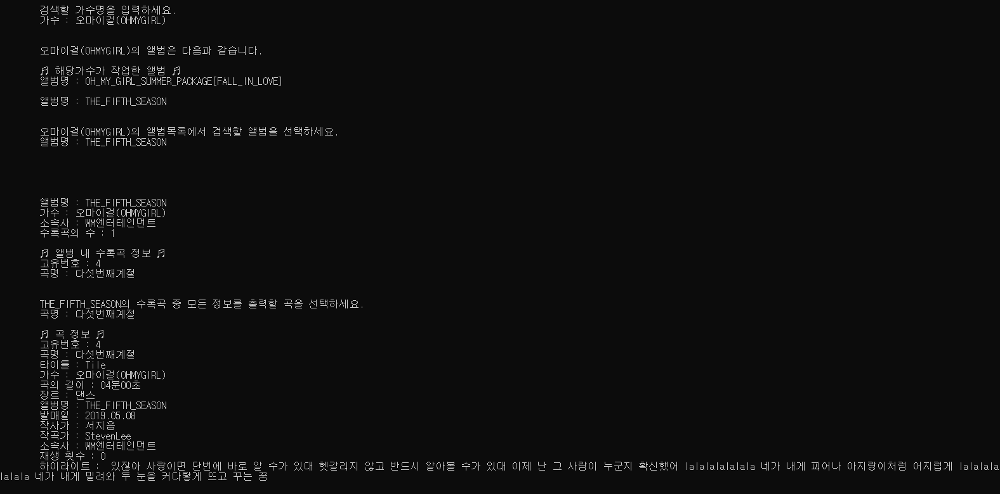 검색할 가수명을 입력하세요.
가수 : 오마이걸(OHMYGIRL)
오마이걸(OHMYGIRL)의 앨범은 다음과 같습니다.
♬ 해당가수가 작업한 앨범 ♬
앨범명 : OH_MY_GIRL_SUMMER_PACKAGE[FALL_IN_LOVE]
앨범명 : THE_FIFTH_SEASON
오마이걸(OHMYGIRL)의 앨범목록에서 검색할 앨범을 선택하세요.
앨범명 : THE_FIFTH_SEASON
앨범명 : THE_FIFTH_SEASON
가수 : 오마이걸(OHMYGIRL)
소속사 : WM엔터테인먼트
수록곡의 수 : 1
♬ 앨범 내 수록곡 정보 ♬
고유번호 : 4
곡명 : 다섯번째계절
THE_FIFTH_SEASON의 수록곡 중 모든 정보를 출력할 곡을 선택하세요.
곡명 : 다섯번째계절
♬ 곡 정보 ♬
고유번호 : 4
곡명 : 다섯번째계절
타이틀 : Tile
가수 : 오마이걸(OHMYGIRL)
곡의 길이 : 04분00초
장르 : 댄스
앨범명 : THE_FIFTH_SEASON
발매일 : 2019.05.08
작사가 : 서지음
작곡가 : StevenLee
소속사 : WM엔터테인먼트
재생 횟수 : 0
하이라이트 :  있잖아 사랑이면 단번에 바로 알 수가 있대 헷갈리지 않고 반드시 알아볼 수가 있대 이제 난 그 사람이 누군지 확신했어 lalalalalalala 네가 내게 피어나 아지랑이처럼 어지럽게 lalalala
lalala 네가 내게 밀려와 두 눈을 커다랗게 뜨고 꾸는 꿈